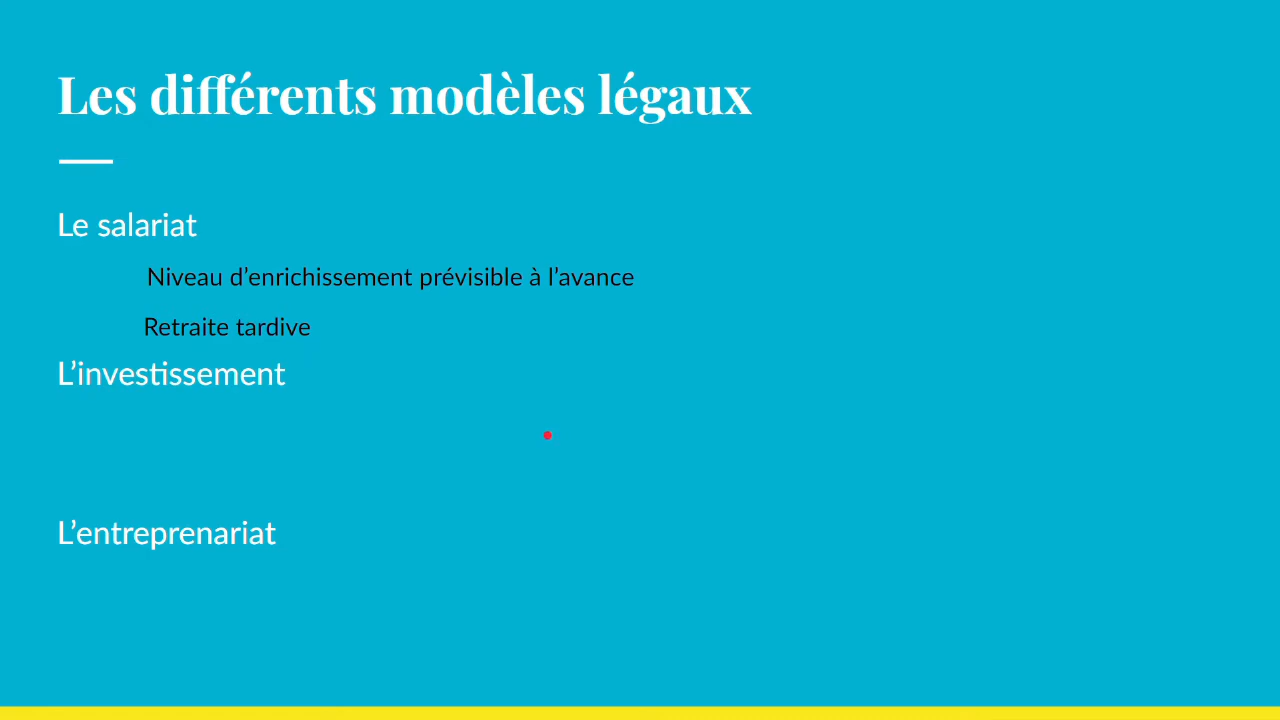 Les différents modèles légaux
Le salariat
Niveau d’enrichissement prévisible à l’avance
Retraite tardive
L’investissement
L’entreprenariat